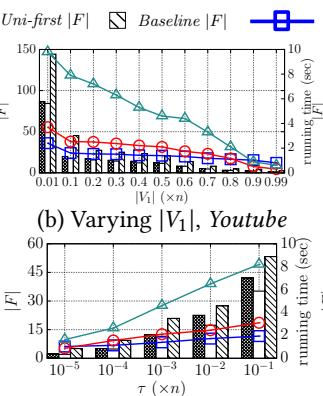 Uni-first |F| Baseline |F|
150
100
50
0
|F|
10
8
6
4
2
0
running time (sec)
|F|
0.01 0.1 0.2 0.3 0.4 0.5 0.6 0.7 0.8 0.9 0.99
|V₁| (×n)
(b) Varying |V₁|, Youtube
60
45
30
15
0
|F|
10
8
6
4
2
0
running time (sec)
10⁻⁵ 10⁻⁴ 10⁻³ 10⁻² 10⁻¹
τ (×n)